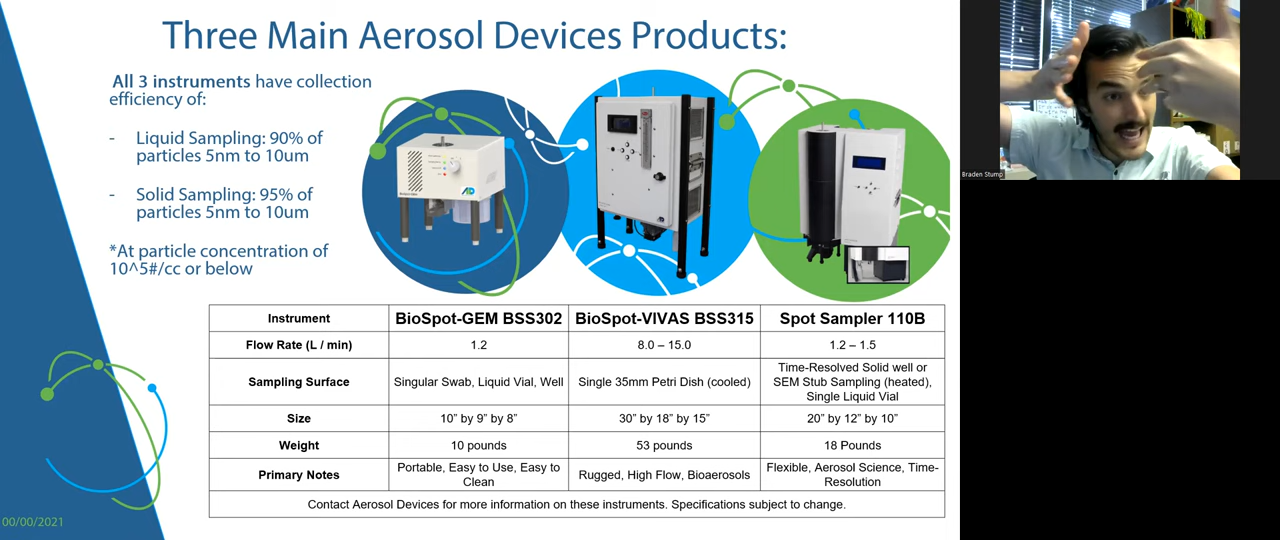 Three Main Aerosol Devices Products:
All 3 instruments have collection
efficiency of:
- Liquid Sampling: 90% of
particles 5nm to 10um
- Solid Sampling: 95% of
particles 5nm to 10um
*At particle concentration of
10^5#/cc or below
AD
Instrument BioSpot-GEM BSS302 BioSpot-VIVAS BSS315 Spot Sampler 110B
Flow Rate (L / min) 1.2 8.0 – 15.0 1.2 – 1.5
Sampling Surface Singular Swab, Liquid Vial, Well Single 35mm Petri Dish (cooled) Time-Resolved Solid well or
SEM Stub Sampling (heated),
Single Liquid Vial
Size 10” by 9” by 8” 30” by 18” by 15” 20” by 12” by 10”
Weight 10 pounds 53 pounds 18 Pounds
Primary Notes Portable, Easy to Use, Easy to
Clean Rugged, High Flow, Bioaerosols Flexible, Aerosol Science, Time-
Resolution
Contact Aerosol Devices for more information on these instruments. Specifications subject to change.
00/00/2021
Braden Stump